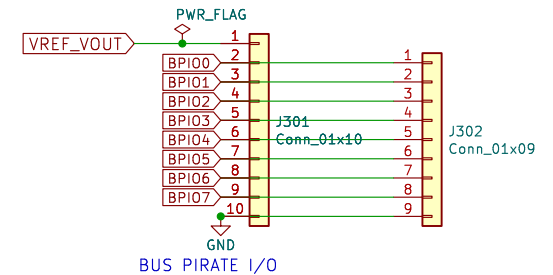 PWR_FLAG
VREF_VOUT 1
BPIO0 2 1
BPIO1 3 2
BPIO2 4 3
BPIO3 5 4
J301
J302
BPIO4 6 Conn_01x10 5
Conn_01x09
BPIO5 7 6
BPIO6 8 7
BPIO7 9 8
10 9
GND
BUS PIRATE I/O